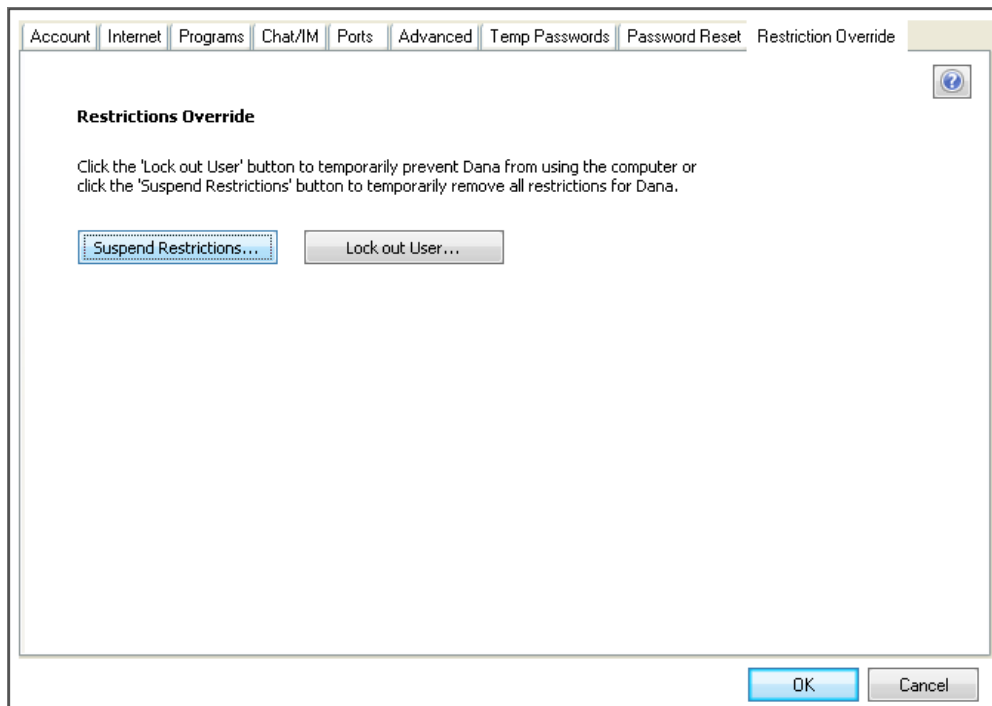 Account Internet Programs Chat/IM Ports Advanced Temp Passwords Password Reset Restriction Override
Restrictions Override
Click the 'Lock out User' button to temporarily prevent Dana from using the computer or
click the 'Suspend Restrictions' button to temporarily remove all restrictions for Dana.
Suspend Restrictions... Lock out User...
OK Cancel